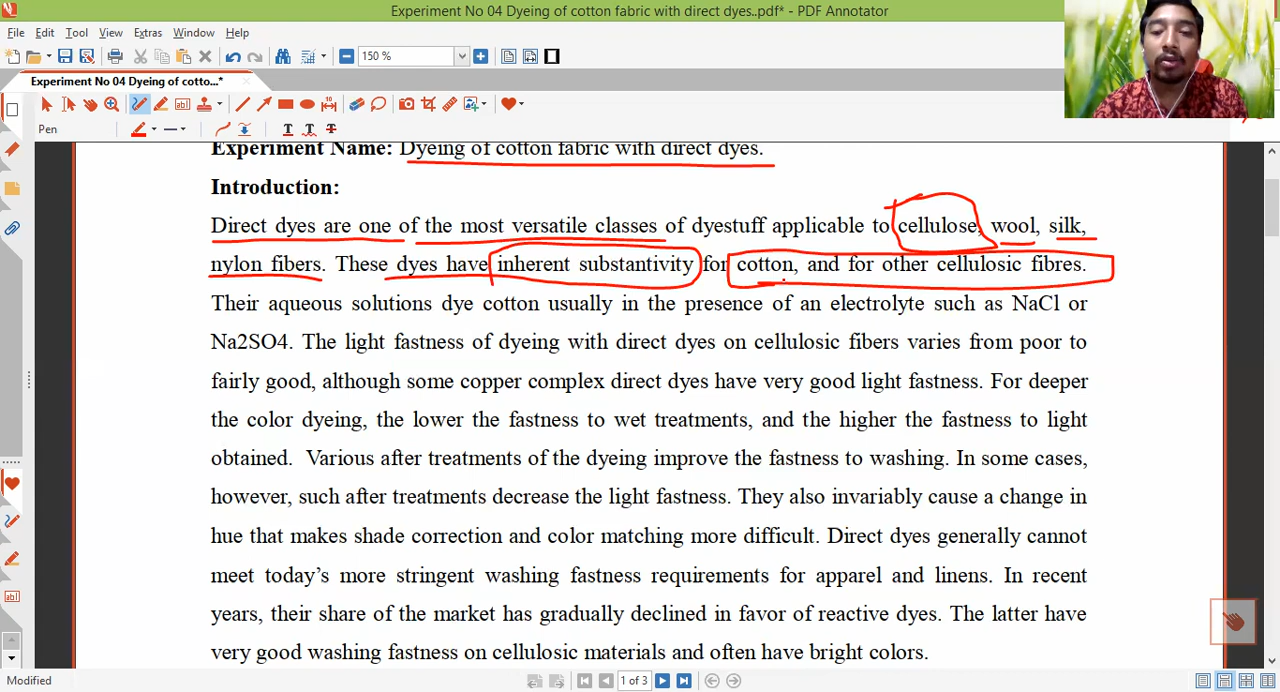 Experiment No 04 Dyeing of cotton fabric with direct dyes..pdf* - PDF Annotator
File Edit Tool View Extras Window Help
150 %
Experiment No 04 Dyeing of cotto...*
Pen
Experiment Name: Dyeing of cotton fabric with direct dyes.
Introduction:
Direct dyes are one of the most versatile classes of dyestuff applicable to cellulose, wool, silk,
nylon fibers. These dyes have inherent substantivity for cotton, and for other cellulosic fibres.
Their aqueous solutions dye cotton usually in the presence of an electrolyte such as NaCl or
Na2SO4. The light fastness of dyeing with direct dyes on cellulosic fibers varies from poor to
fairly good, although some copper complex direct dyes have very good light fastness. For deeper
the color dyeing, the lower the fastness to wet treatments, and the higher the fastness to light
obtained. Various after treatments of the dyeing improve the fastness to washing. In some cases,
however, such after treatments decrease the light fastness. They also invariably cause a change in
hue that makes shade correction and color matching more difficult. Direct dyes generally cannot
meet today’s more stringent washing fastness requirements for apparel and linens. In recent
years, their share of the market has gradually declined in favor of reactive dyes. The latter have
very good washing fastness on cellulosic materials and often have bright colors.
Modified
1 of 3